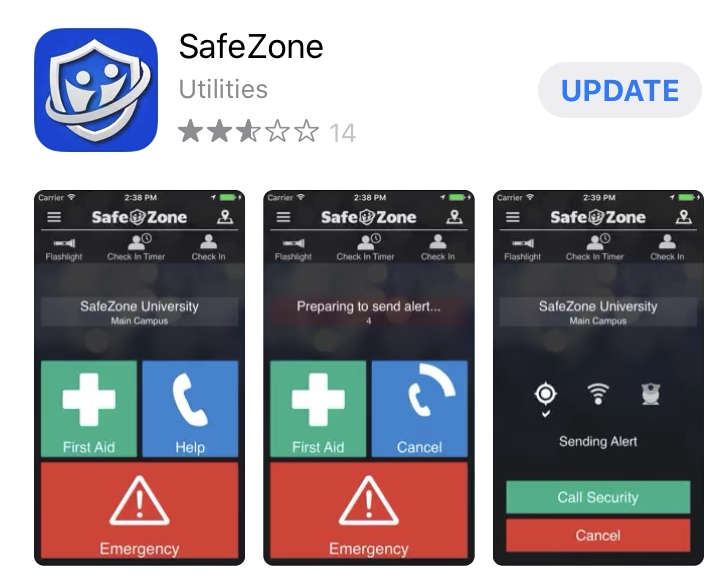 SafeZone
Utilities
UPDATE
14
Carrier 2:38 PM
SafeZone
Flashlight Check In Timer Check In
SafeZone University
Main Campus
First Aid Help
Emergency
Carrier 2:38 PM
SafeZone
Flashlight Check In Timer Check In
Preparing to send alert...
4
First Aid Cancel
Emergency
Carrier 2:39 PM
SafeZone
Flashlight Check In Timer Check In
SafeZone University
Main Campus
Sending Alert
Call Security
Cancel